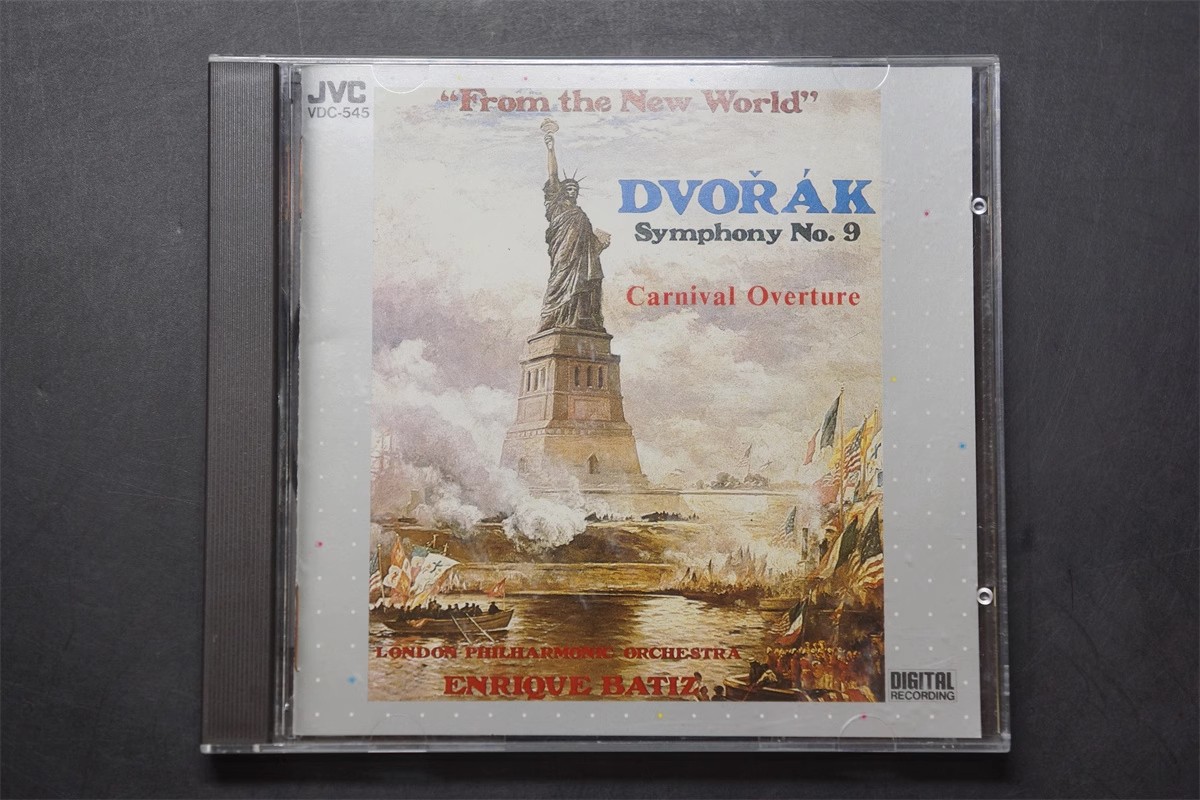 JVC
VDC-545
“From the New World”
DVOŘÁK
Symphony No. 9
Carnival Overture
LONDON PHILHARMONIC ORCHESTRA
ENRIQUE BATIZ
DIGITAL
RECORDING